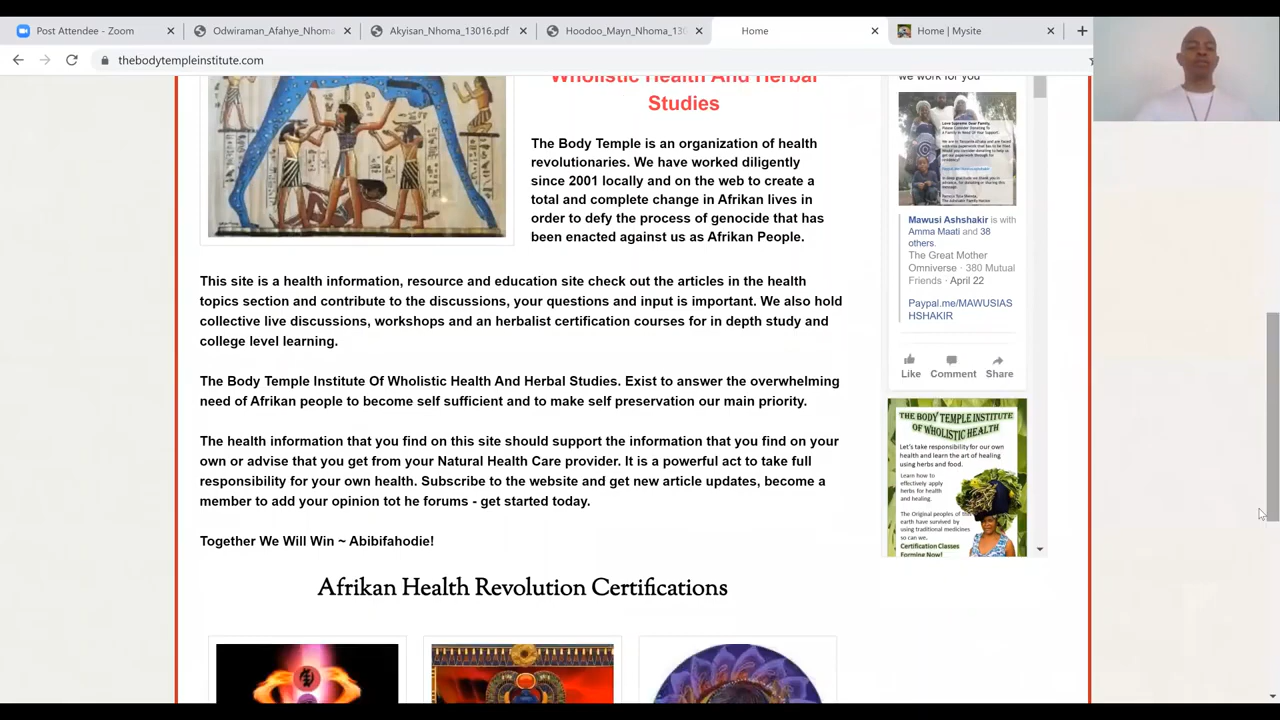 Post Attendee - Zoom
Odwiraman_Afahye_Nhoma
Akyisan_Nhoma_13016.pdf
Hoodoo_Mayn_Nhoma_130
Home
Home | Mysite
thebodytempleinstitute.com
Wholistic Health And Herbal
Studies
The Body Temple is an organization of health
revolutionaries. We have worked diligently
since 2001 locally and on the web to create a
total and complete change in Afrikan lives in
order to defy the process of genocide that has
been enacted against us as Afrikan People.
This site is a health information, resource and education site check out the articles in the health
topics section and contribute to the discussions, your questions and input is important. We also hold
collective live discussions, workshops and an herbalist certification courses for in depth study and
college level learning.
The Body Temple Institute Of Wholistic Health And Herbal Studies. Exist to answer the overwhelming
need of Afrikan people to become self sufficient and to make self preservation our main priority.
The health information that you find on this site should support the information that you find on your
own or advise that you get from your Natural Health Care provider. It is a powerful act to take full
responsibility for your own health. Subscribe to the website and get new article updates, become a
memer to add your opinion tot he forums - get started today.
Together We Will Win ~ Abibifahodie!
Afrikan Health Revolution Certifications
we work for you
Love Supreme Dear Family.
Mawusi Ashshakir is with
Amma Maati and 38
others.
The Great Mother
Omniverse · 380 Mutual
Friends · April 22
Paypal.me/MAWUSIAS
HSHAKIR
Like Comment Share
THE BODY TEMPLE INSTITUTE
OF WHOLISTIC HEALTH
Let's take responsibility for our own
health and learn the art of healing
using herbs and food.
Learn how to
effectively apply
herbs for health
and healing.
The Original peoples of this
earth have survived by
using traditional medicines
so can we.
Certification Classes
Forming Now!